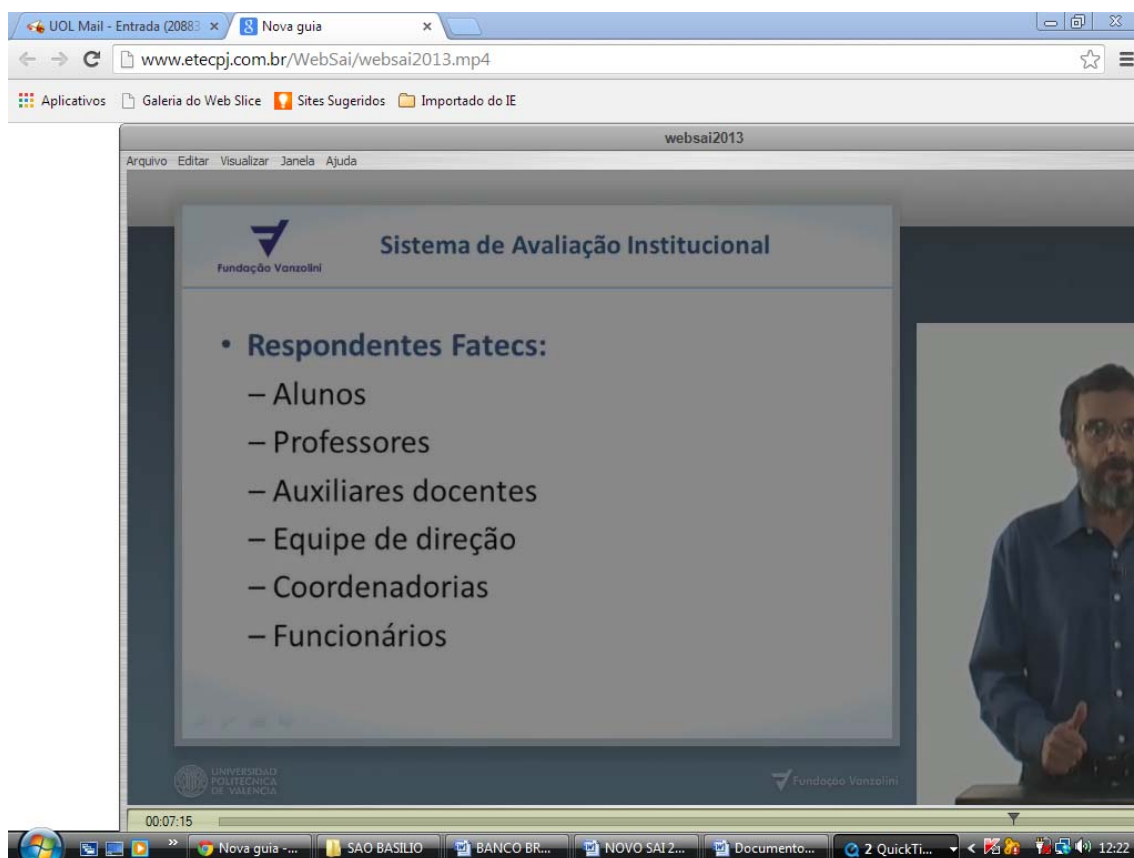 UOL Mail - Entrada (20883
Nova guia
www.etecpj.com.br/WebSai/websai2013.mp4
Aplicativos Galeria do Web Slice Sites Sugeridos Importado do IE
websai2013
Arquivo Editar Visualizar Janela Ajuda
Fundação Vanzolini
Sistema de Avaliação Institucional
• Respondentes Fatecs:
– Alunos
– Professores
– Auxiliares docentes
– Equipe de direção
– Coordenadorias
– Funcionários
UNIVERSIDAD
POLITECNICA
DE VALENCIA
Fundação Vanzolini
00:07:15
Nova guia -... SAO BASILIO BANCO BR... NOVO SAI 2... Documento... 2 QuickTi... 12:22